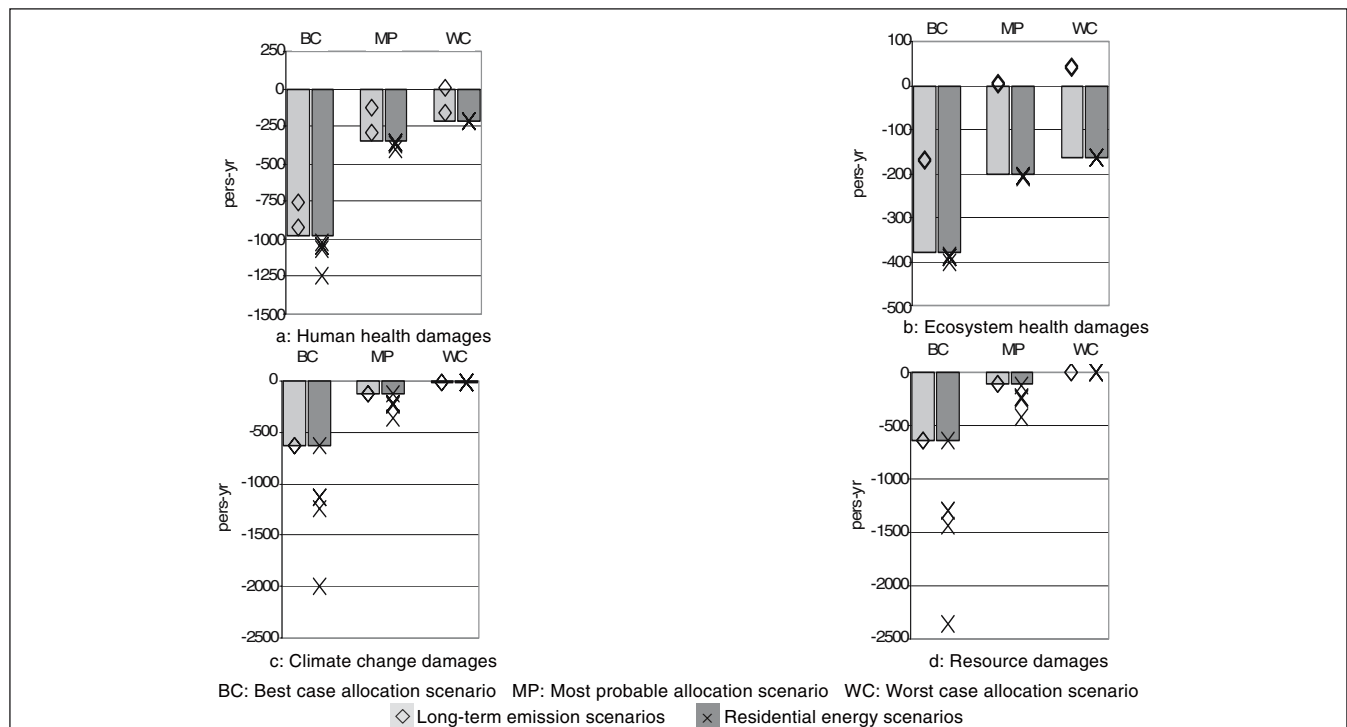 BC MP WC
250
0
-250
-500
-750
-1000
-1250
-1500
pers-yr
a: Human health damages
BC MP WC
100
0
-100
-200
-300
-400
-500
pers-yr
b: Ecosystem health damages
BC MP WC
0
-500
-1000
-1500
-2000
-2500
pers-yr
c: Climate change damages
BC MP WC
0
-500
-1000
-1500
-2000
-2500
pers-yr
d: Resource damages
BC: Best case allocation scenario MP: Most probable allocation scenario WC: Worst case allocation scenario
Long-term emission scenarios Residential energy scenarios